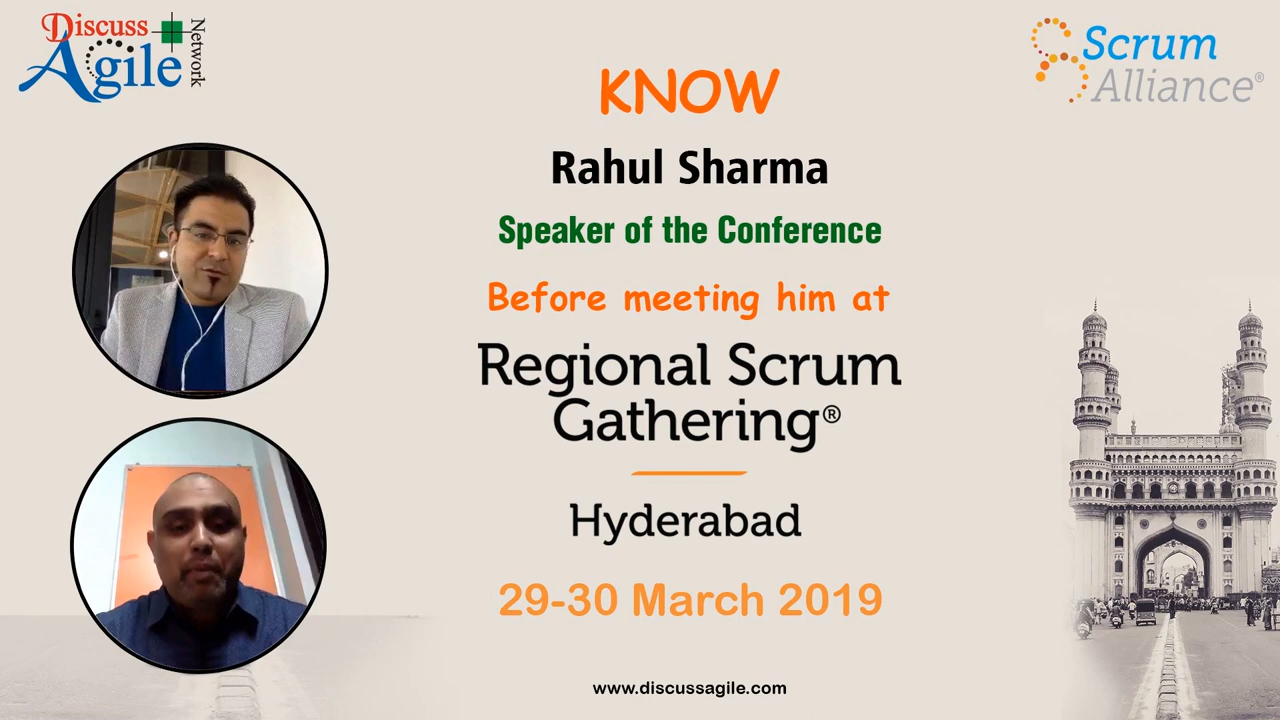 Discuss
Agile
Network
Scrum
Alliance®
KNOW
Rahul Sharma
Speaker of the Conference
Before meeting him at
Regional Scrum
Gathering®
Hyderabad
29-30 March 2019
www.discussagile.com